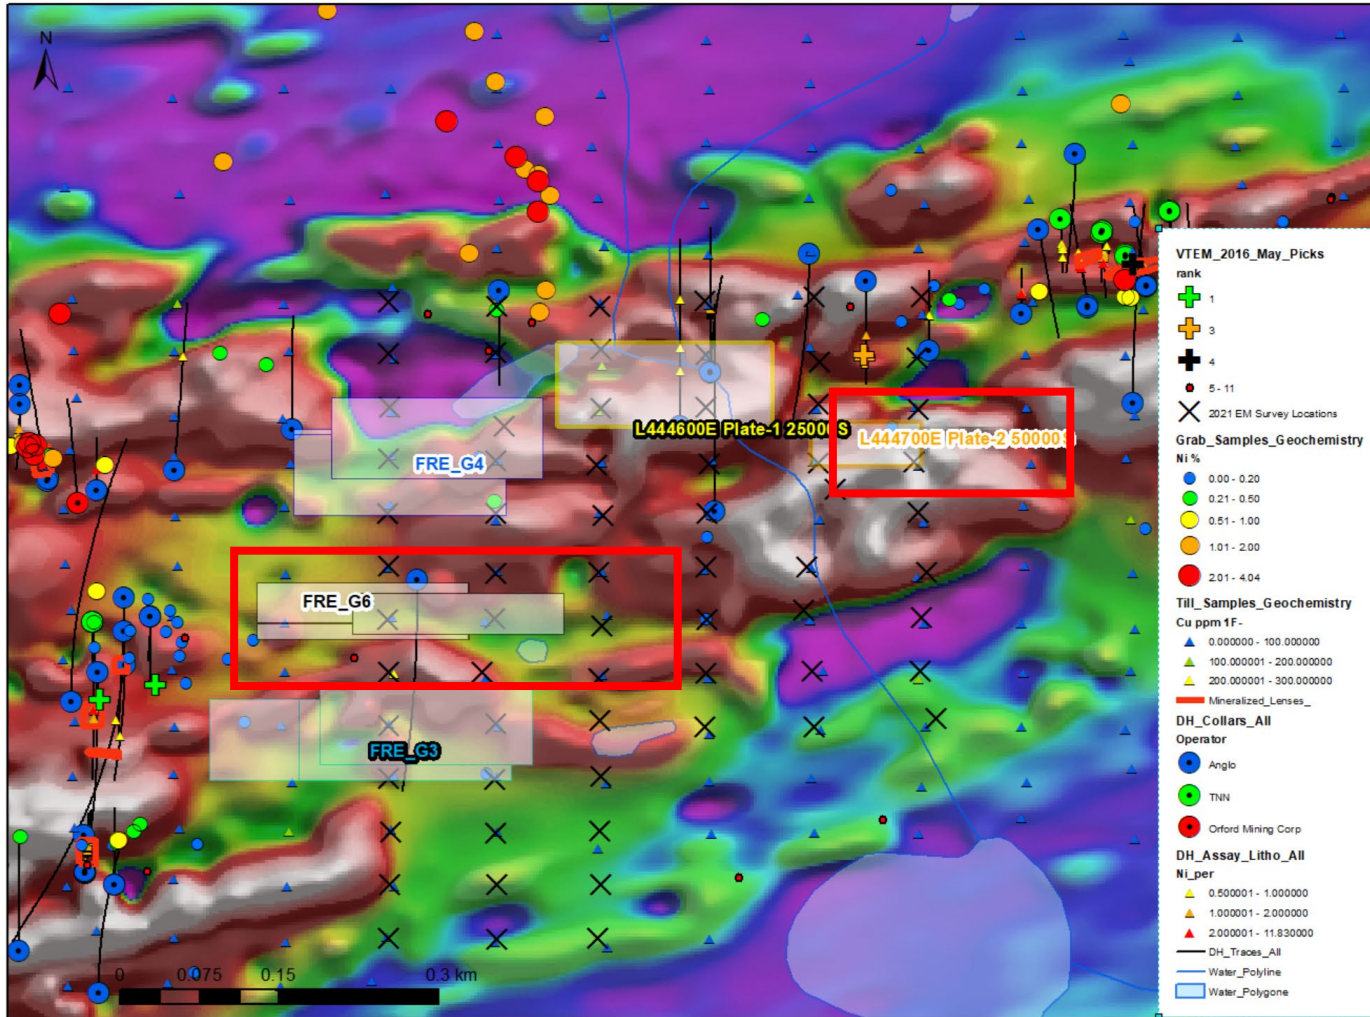 N
L444600E Plate-1 25000S
L444700E Plate-2 50000S
FRE_G4
FRE_G6
FRE_G3
0 0.075 0.15 0.3 km
VTEM_2016_May_Picks
rank
1
3
4
5 - 11
2021 EM Survey Locations
Grab_Samples_Geochemistry
Ni %
0.00 - 0.20
0.21 - 0.50
0.51 - 1.00
1.01 - 2.00
2.01 - 4.04
Till_Samples_Geochemistry
Cu ppm 1F-
0.000000 - 100.000000
100.000001 - 200.000000
200.000001 - 300.000000
Mineralized_Lenses_
DH_Collars_All
Operator
Anglo
TNN
Orford Mining Corp
DH_Assay_Litho_All
Ni_per
0.500001 - 1.000000
1.000001 - 2.000000
2.000001 - 11.830000
DH_Traces_All
Water_Polyline
Water_Polygone